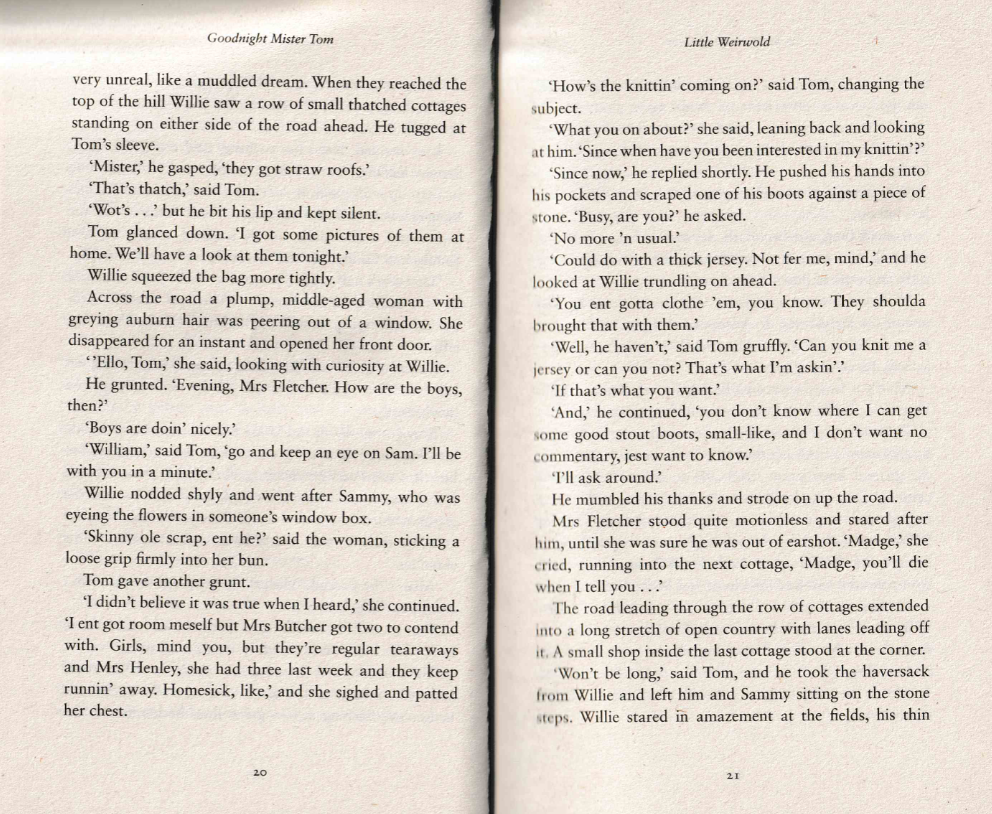 Goodnight Mister Tom
very unreal, like a muddled dream. When they reached the
top of the hill Willie saw a row of small thatched cottages
standing on either side of the road ahead. He tugged at
Tom's sleeve.
‘Mister,’ he gasped, ‘they got straw roofs.’
‘That's thatch,’ said Tom.
‘Wot's . . .’ but he bit his lip and kept silent.
Tom glanced down. ‘I got some pictures of them at
home. We'll have a look at them tonight.’
Willie squeezed the bag more tightly.
Across the road a plump, middle-aged woman with
greying auburn hair was peering out of a window. She
disappeared for an instant and opened her front door.
‘ ’Ello, Tom,’ she said, looking with curiosity at Willie.
He grunted. ‘Evening, Mrs Fletcher. How are the boys,
then?’
‘Boys are doin’ nicely.’
‘William,’ said Tom, ‘go and keep an eye on Sam. I'll be
with you in a minute.’
Willie nodded shyly and went after Sammy, who was
eyeing the flowers in someone's window box.
‘Skinny ole scrap, ent he?’ said the woman, sticking a
loose grip firmly into her bun.
Tom gave another grunt.
‘I didn't believe it was true when I heard,’ she continued.
‘I ent got room meself but Mrs Butcher got two to contend
with. Girls, mind you, but they're regular tearaways
and Mrs Henley, she had three last week and they keep
runnin’ away. Homesick, like,’ and she sighed and patted
her chest.
20
Little Weirwold
‘How's the knittin’ coming on?’ said Tom, changing the
subject.
‘What you on about?’ she said, leaning back and looking
at him. ‘Since when have you been interested in my knittin’?’
‘Since now,’ he replied shortly. He pushed his hands into
his pockets and scraped one of his boots against a piece of
stone. ‘Busy, are you?’ he asked.
‘No more ’n usual.’
‘Could do with a thick jersey. Not fer me, mind,’ and he
looked at Willie trundling on ahead.
‘You ent gotta clothe ’em, you know. They shoulda
brought that with them.’
‘Well, he haven't,’ said Tom gruffly. ‘Can you knit me a
jersey or can you not? That's what I'm askin’.’
‘If that's what you want.’
‘And,’ he continued, ‘you don't know where I can get
some good stout boots, small-like, and I don't want no
commentary, jest want to know.’
‘I'll ask around.’
He mumbled his thanks and strode on up the road.
Mrs Fletcher stood quite motionless and stared after
him, until she was sure he was out of earshot. ‘Madge,’ she
cried, running into the next cottage, ‘Madge, you'll die
when I tell you . . .’
The road leading through the row of cottages extended
into a long stretch of open country with lanes leading off
it. A small shop inside the last cottage stood at the corner.
‘Won't be long,’ said Tom, and he took the haversack
from Willie and left him and Sammy sitting on the stone
steps. Willie stared in amazement at the fields, his thin
21